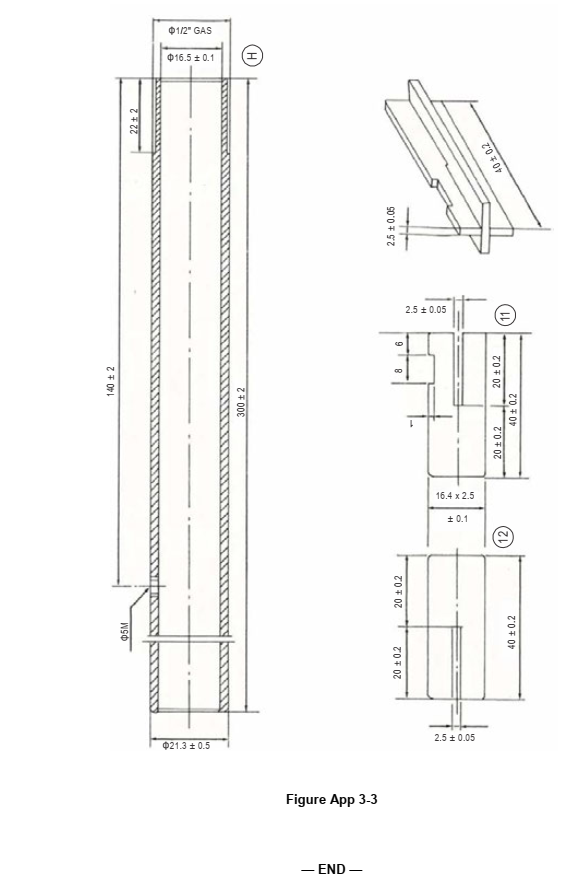 Φ1/2" GAS
Φ16.5 ± 0.1
H
22 ± 2
140 ± 2
300 ± 2
Φ5M
Φ21.3 ± 0.5
40 ± 0.2
2.5 ± 0.05
2.5 ± 0.05
11
6
8
1
20 ± 0.2
20 ± 0.2
40 ± 0.2
16.4 x 2.5
± 0.1
12
20 ± 0.2
20 ± 0.2
40 ± 0.2
2.5 ± 0.05
Figure App 3-3
— END —